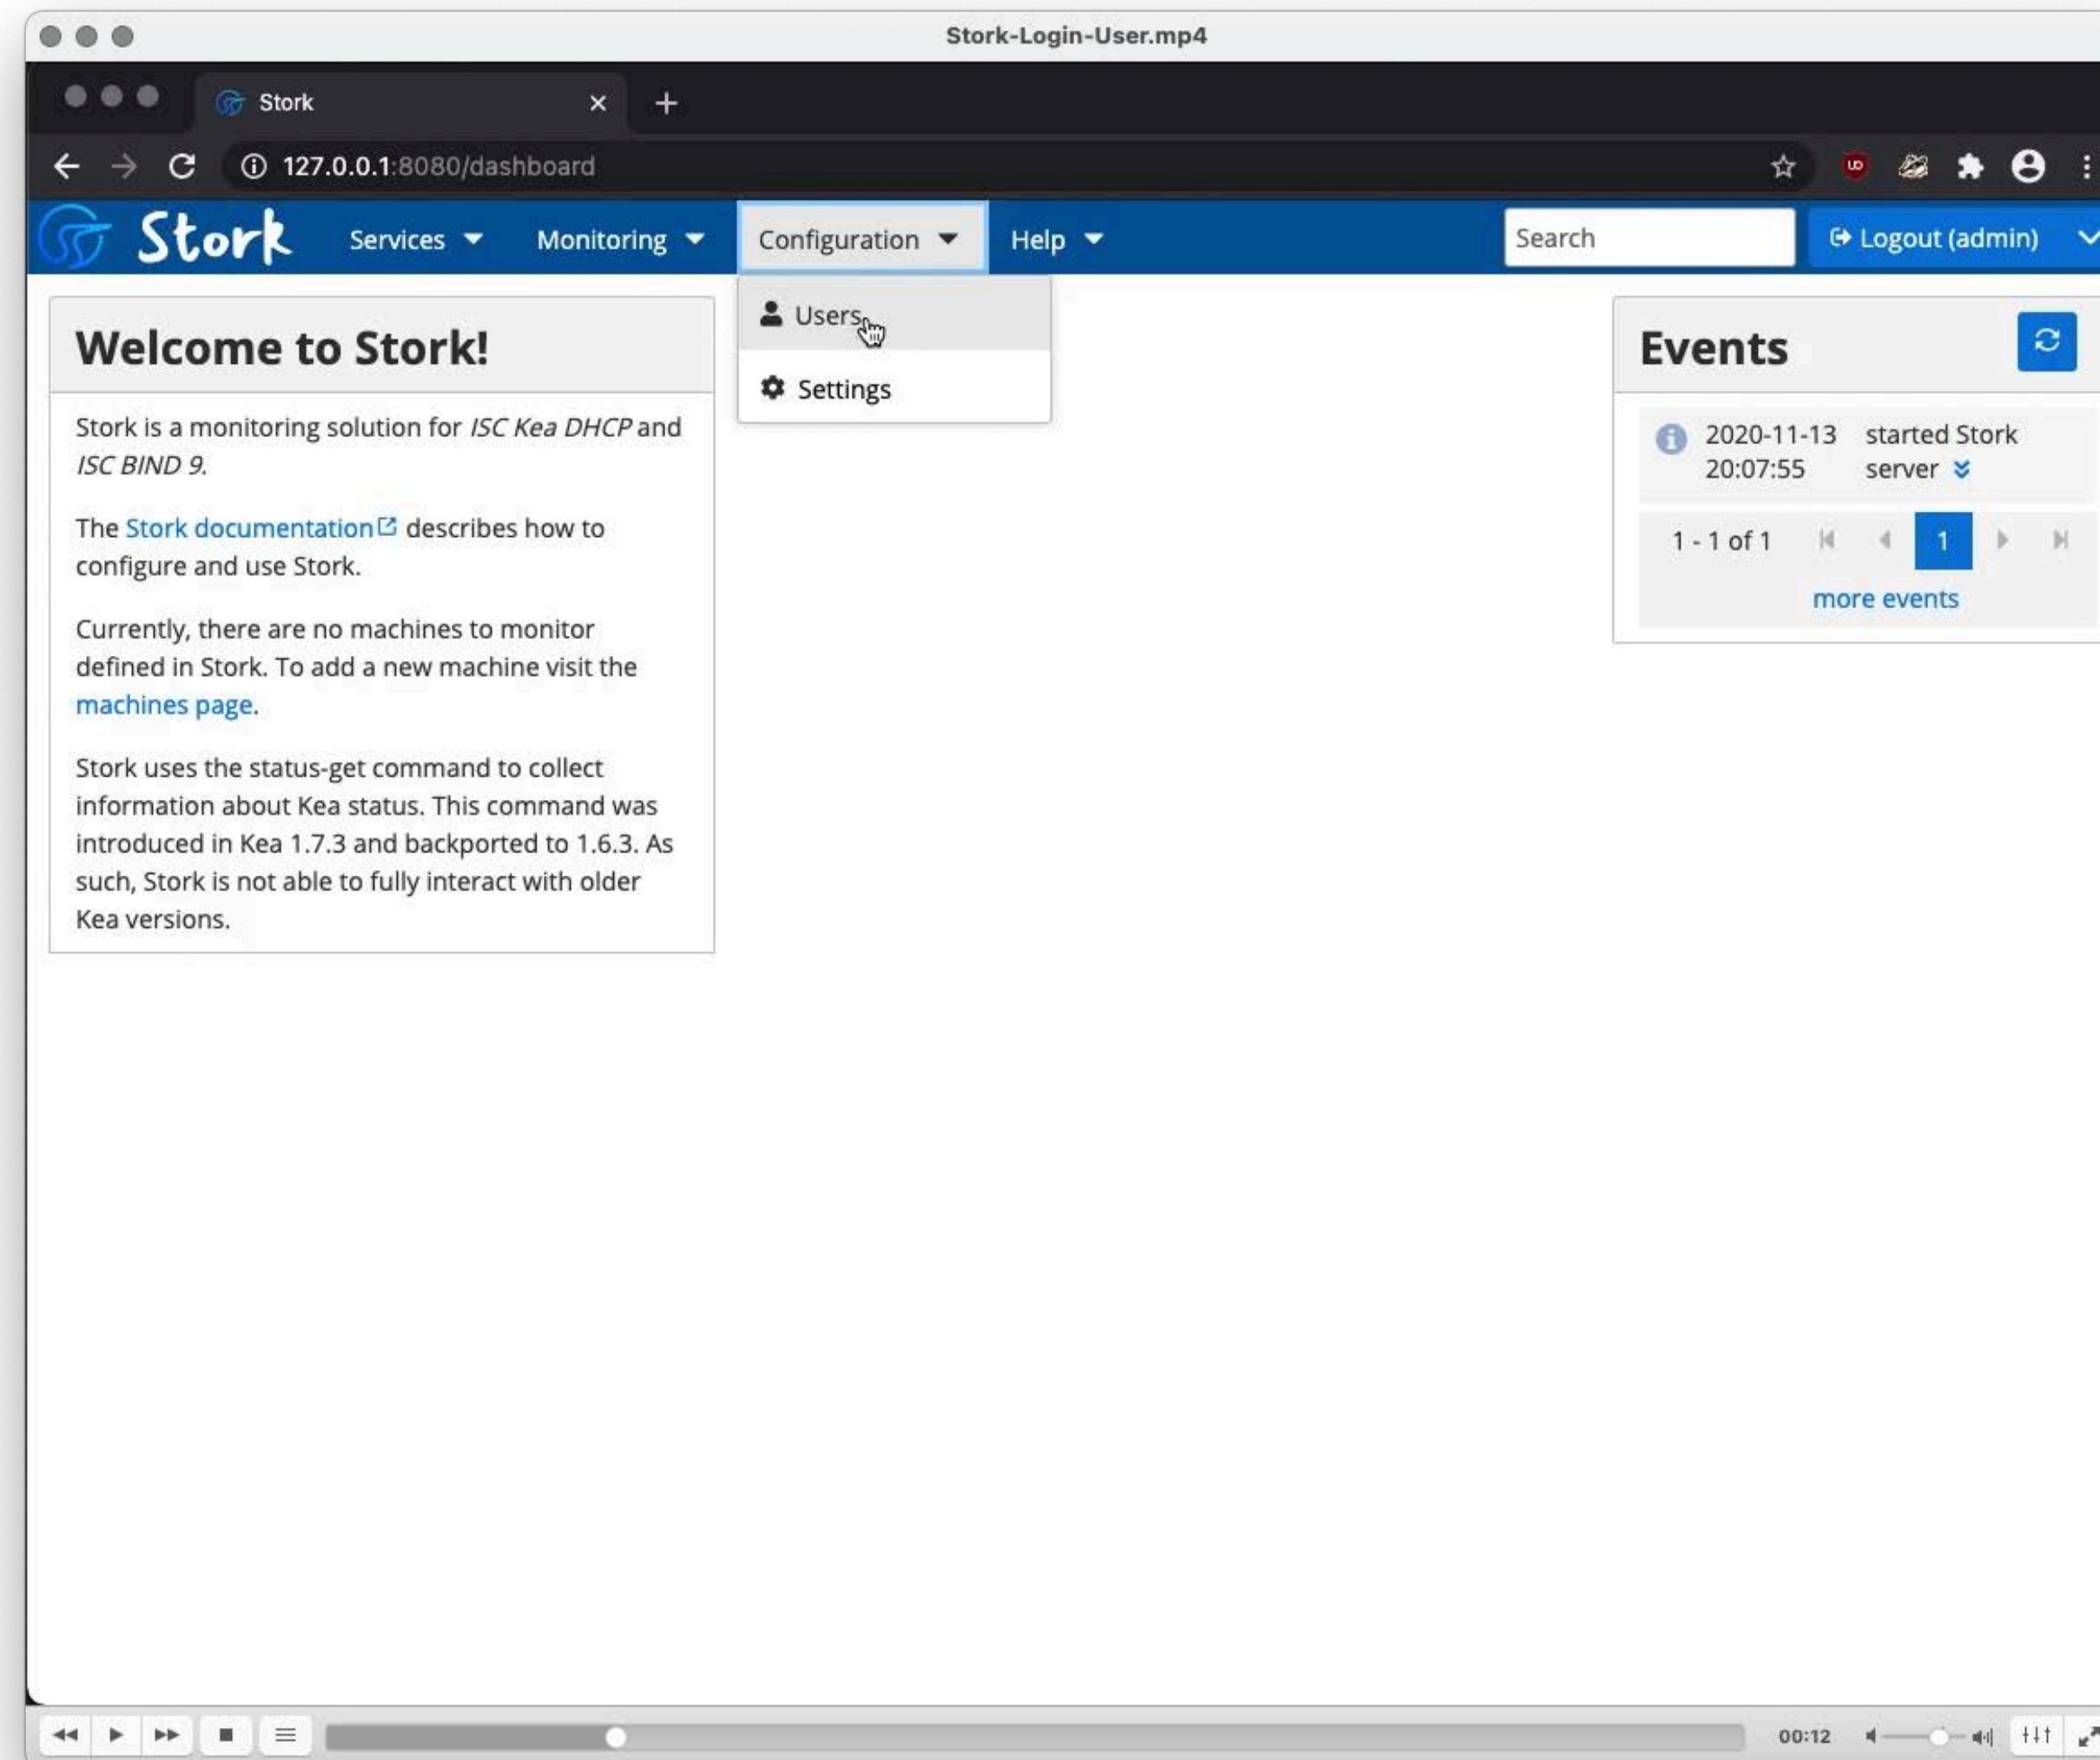 Stork-Login-User.mp4
Stork
127.0.0.1:8080/dashboard
Stork Services Monitoring Configuration Help Search Logout (admin)
Users
Settings
Welcome to Stork!
Stork is a monitoring solution for ISC Kea DHCP and
ISC BIND 9.
The Stork documentation describes how to
configure and use Stork.
Currently, there are no machines to monitor
defined in Stork. To add a new machine visit the
machines page.
Stork uses the status-get command to collect
information about Kea status. This command was
introduced in Kea 1.7.3 and backported to 1.6.3. As
such, Stork is not able to fully interact with older
Kea versions.
Events
2020-11-13 started Stork
20:07:55 server
1 - 1 of 1 1
more events
00:12